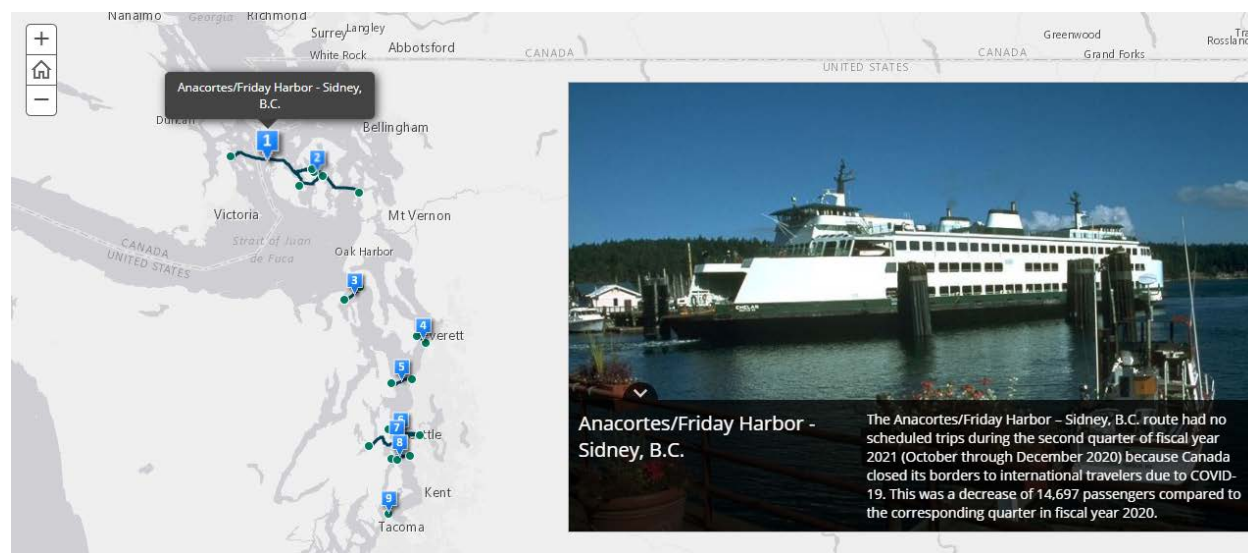 Nanaimo
Georgia
Richmond
Surrey
Langley
White Rock
Abbotsford
CANADA
CANADA
UNITED STATES
Greenwood
Grand Forks
Anacortes/Friday Harbor - Sidney,
B.C.
Bellingham
1
2
Victoria
Mt Vernon
Strait of Juan
de Fuca
CANADA
UNITED STATES
Oak Harbor
3
4
5
7
8
Kent
9
Tacoma
CHELAN
Anacortes/Friday Harbor -
Sidney, B.C.
The Anacortes/Friday Harbor – Sidney, B.C. route had no
scheduled trips during the second quarter of fiscal year
2021 (October through December 2020) because Canada
closed its borders to international travelers due to COVID-
19. This was a decrease of 14,697 passengers compared to
the corresponding quarter in fiscal year 2020.